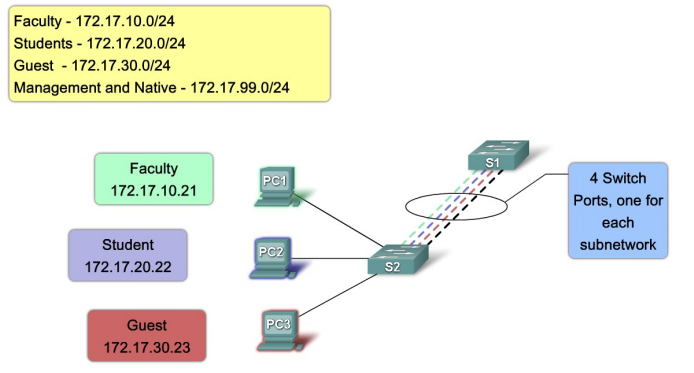 Faculty - 172.17.10.0/24
Students - 172.17.20.0/24
Guest - 172.17.30.0/24
Management and Native - 172.17.99.0/24
S1
Faculty
172.17.10.21
PC1
4 Switch
Ports, one for
each
subnetwork
Student
172.17.20.22
PC2
S2
Guest
172.17.30.23
PC3